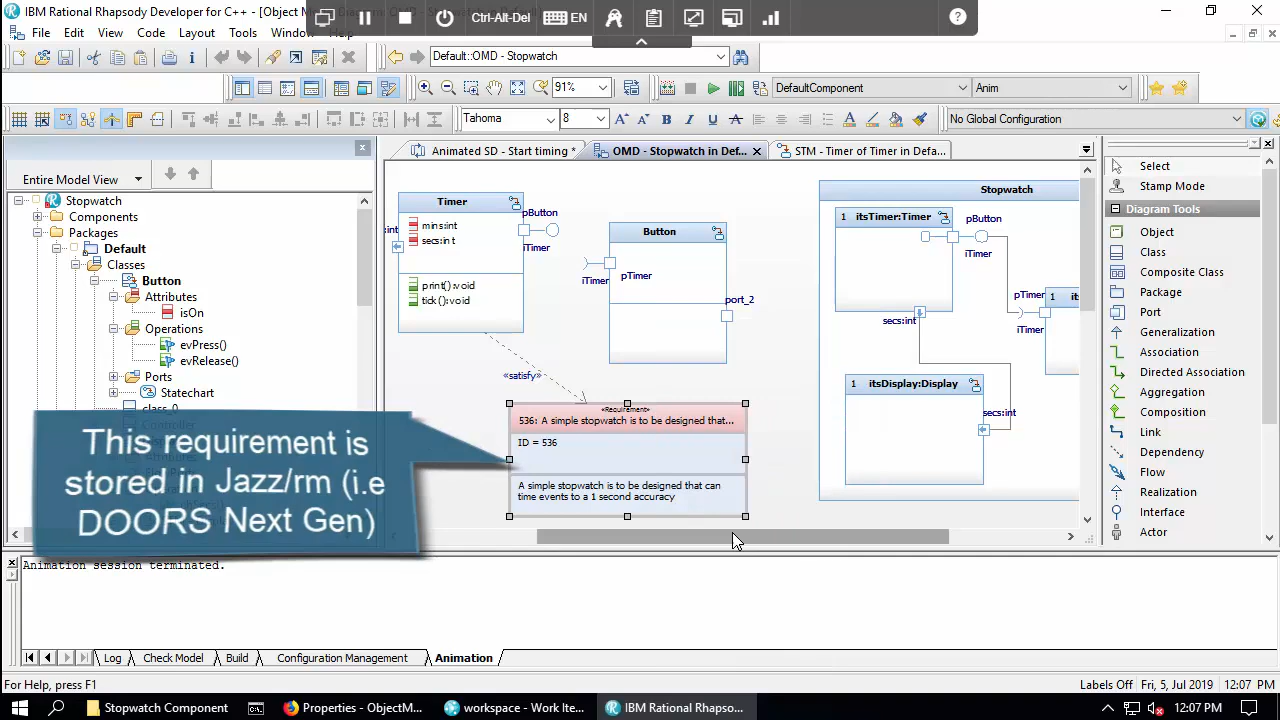 IBM Rational Rhapsody Developer for C++ - [Object Mo
Ctrl-Alt-Del
EN
File Edit View Code Layout Tools Window Help
Default::OMD - Stopwatch
91%
DefaultComponent
Anim
Tahoma
8
No Global Configuration
Animated SD - Start timing *
OMD - Stopwatch in Def...
STM - Timer of Timer in Defa...
Entire Model View
Stopwatch
Components
Packages
Default
Classes
Button
Attributes
isOn
Operations
evPress()
evRelease()
Ports
Statechart
class_0
This requirement is
stored in Jazz/rm (i.e
DOORS Next Gen)
Timer
mins:int
secs:int
print():void
tick():void
:int
pButton
iTimer
Button
iTimer
pTimer
port_2
«satisfy»
«Requirement»
536: A simple stopwatch is to be designed that...
ID = 536
A simple stopwatch is to be designed that can
time events to a 1 second accuracy
Stopwatch
1 itsTimer:Timer
pButton
iTimer
pTimer
iTimer
1 its
secs:int
1 itsDisplay:Display
secs:int
Select
Stamp Mode
Diagram Tools
Object
Class
Composite Class
Package
Port
Generalization
Association
Directed Association
Aggregation
Composition
Link
Dependency
Flow
Realization
Interface
Actor
Animation session terminated.
Log Check Model Build Configuration Management Animation
For Help, press F1
Labels Off Fri, 5, Jul 2019 12:07 PM
Stopwatch Component
Properties - ObjectM...
workspace - Work Ite...
IBM Rational Rhapso...
12:07 PM